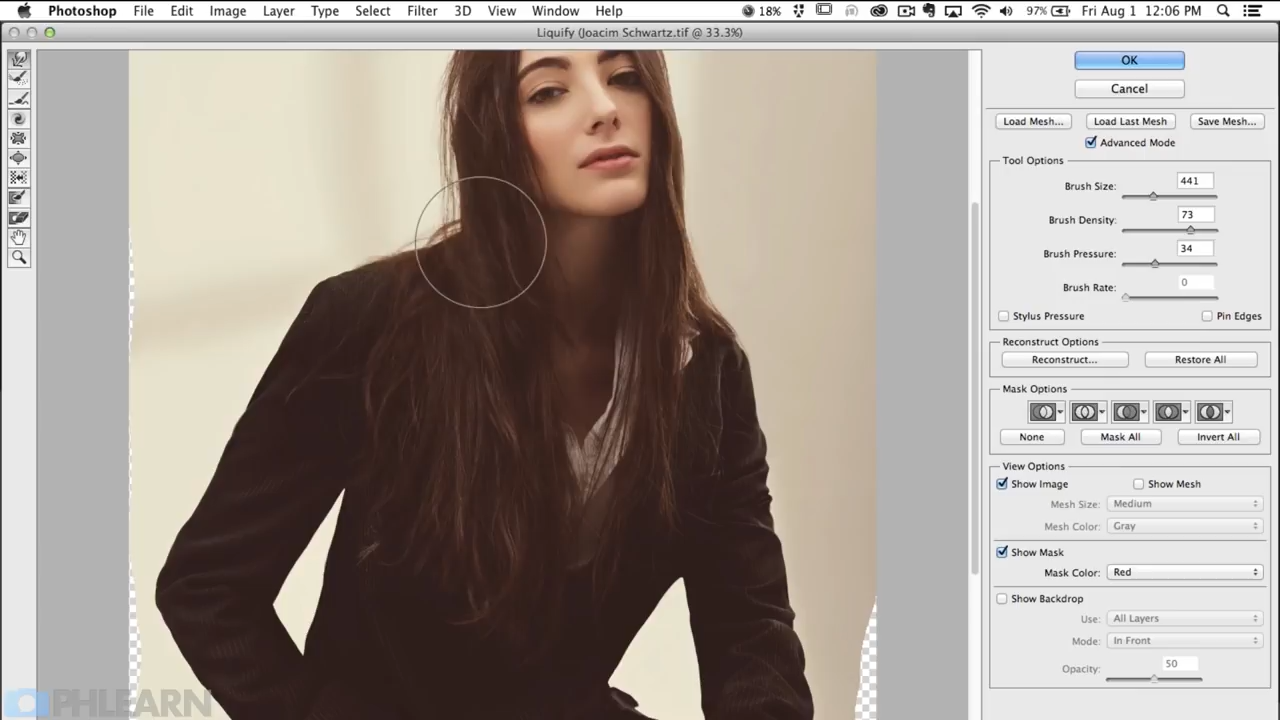 Photoshop File Edit Image Layer Type Select Filter 3D View Window Help 18% 97% Fri Aug 1 12:06 PM
Liquify (Joacim Schwartz.tif @ 33.3%)
OK
Cancel
Load Mesh... Load Last Mesh Save Mesh...
Advanced Mode
Tool Options
Brush Size: 441
Brush Density: 73
Brush Pressure: 34
Brush Rate: 0
Stylus Pressure Pin Edges
Reconstruct Options
Reconstruct... Restore All
Mask Options
None Mask All Invert All
View Options
Show Image Show Mesh
Mesh Size: Medium
Mesh Color: Gray
Show Mask
Mask Color: Red
Show Backdrop
Use: All Layers
Mode: In Front
Opacity: 50
PHLEARN